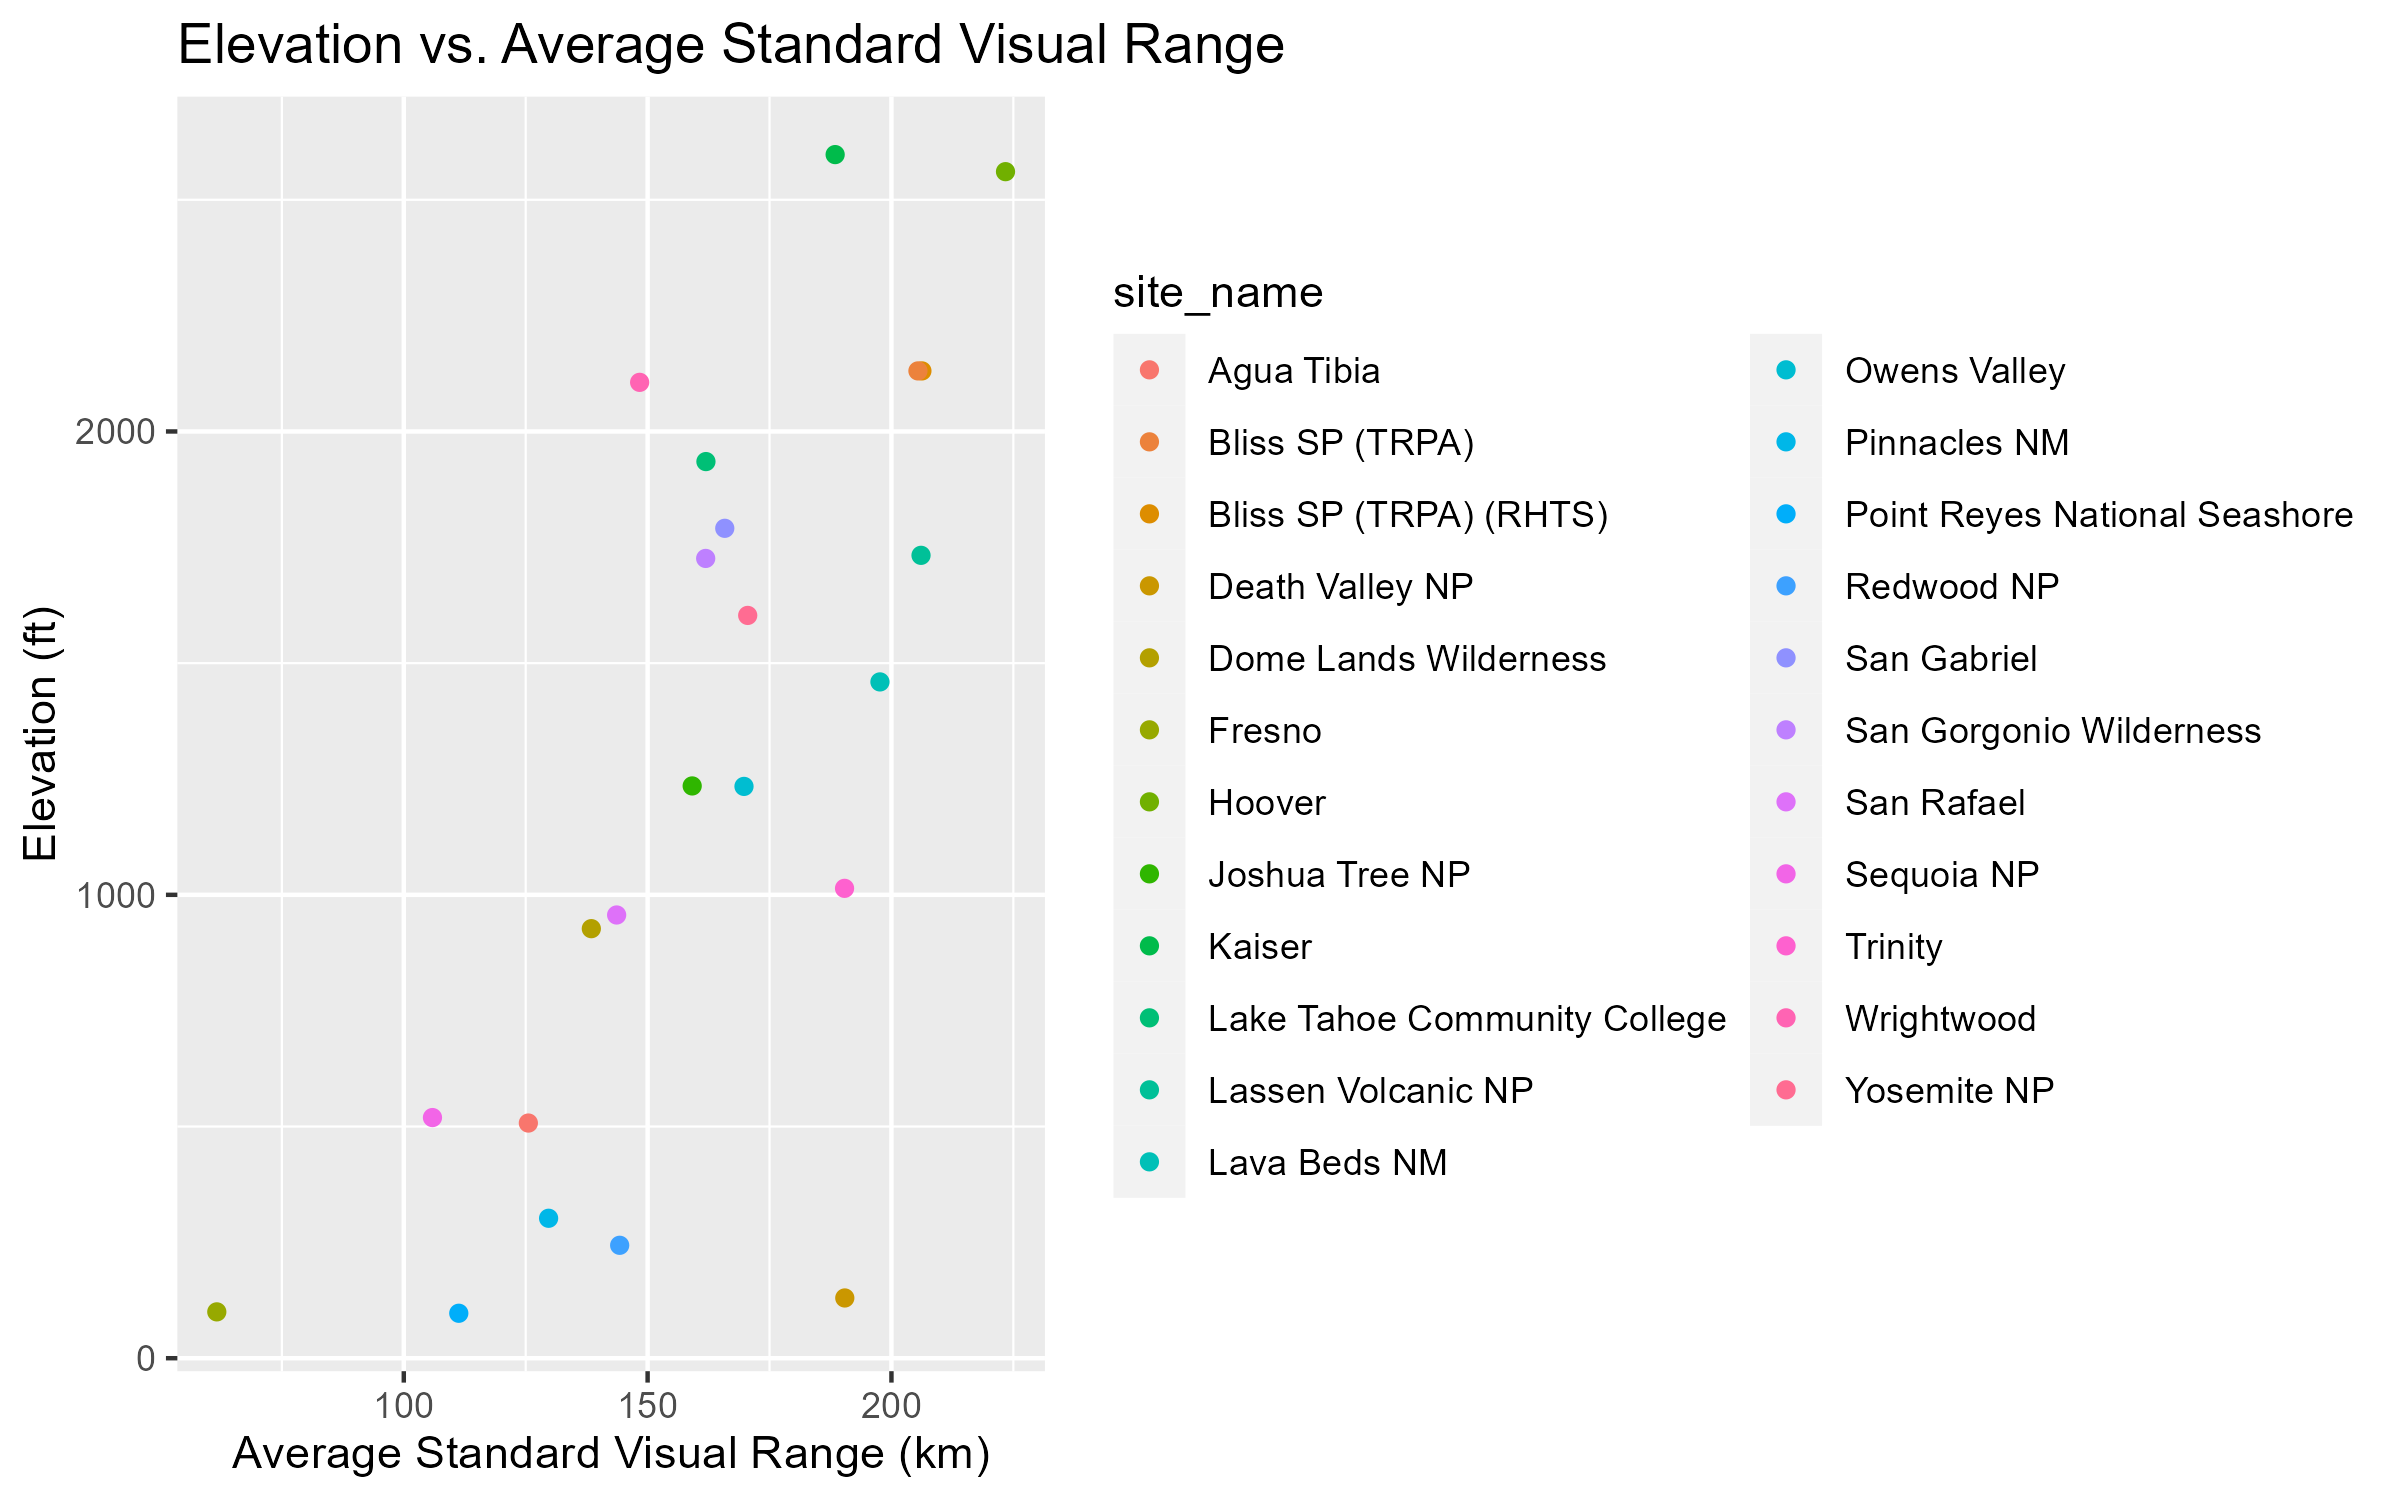 Elevation vs. Average Standard Visual Range
Elevation (ft)
2000
1000
0
100
150
200
Average Standard Visual Range (km)
site_name
Agua Tibia
Bliss SP (TRPA)
Bliss SP (TRPA) (RHTS)
Death Valley NP
Dome Lands Wilderness
Fresno
Hoover
Joshua Tree NP
Kaiser
Lake Tahoe Community College
Lassen Volcanic NP
Lava Beds NM
Owens Valley
Pinnacles NM
Point Reyes National Seashore
Redwood NP
San Gabriel
San Gorgonio Wilderness
San Rafael
Sequoia NP
Trinity
Wrightwood
Yosemite NP